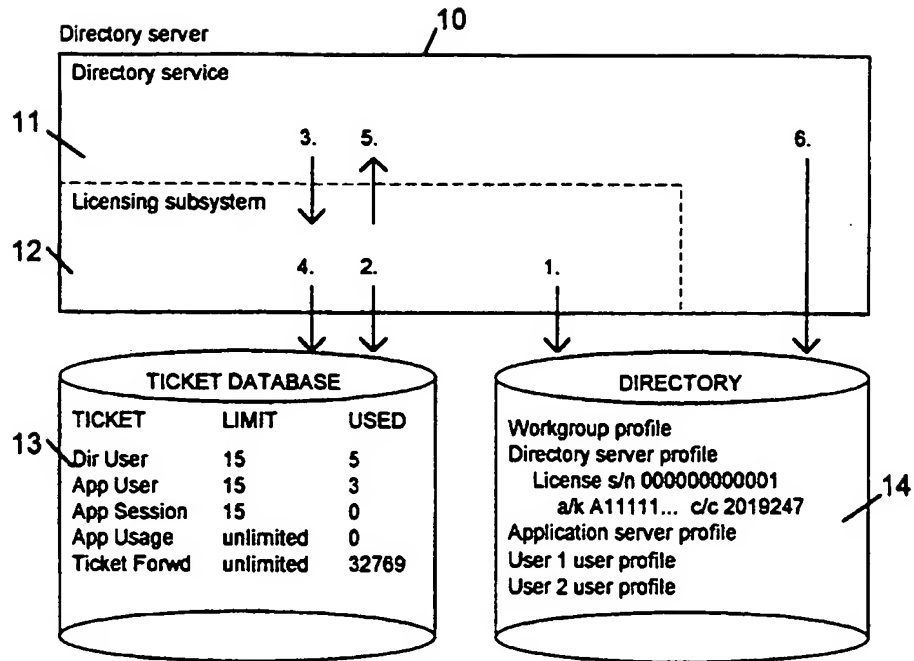 10
Directory server
Directory service
11
3. 5. 6.
Licensing subsystem
12
4. 2. 1.
TICKET DATABASE
TICKET LIMIT USED
13
Dir User 15 5
App User 15 3
App Session 15 0
App Usage unlimited 0
Ticket Forwd unlimited 32769
DIRECTORY
Workgroup profile
Directory server profile
License s/n 000000000001
a/k A11111... c/c 2019247
14
Application server profile
User 1 user profile
User 2 user profile